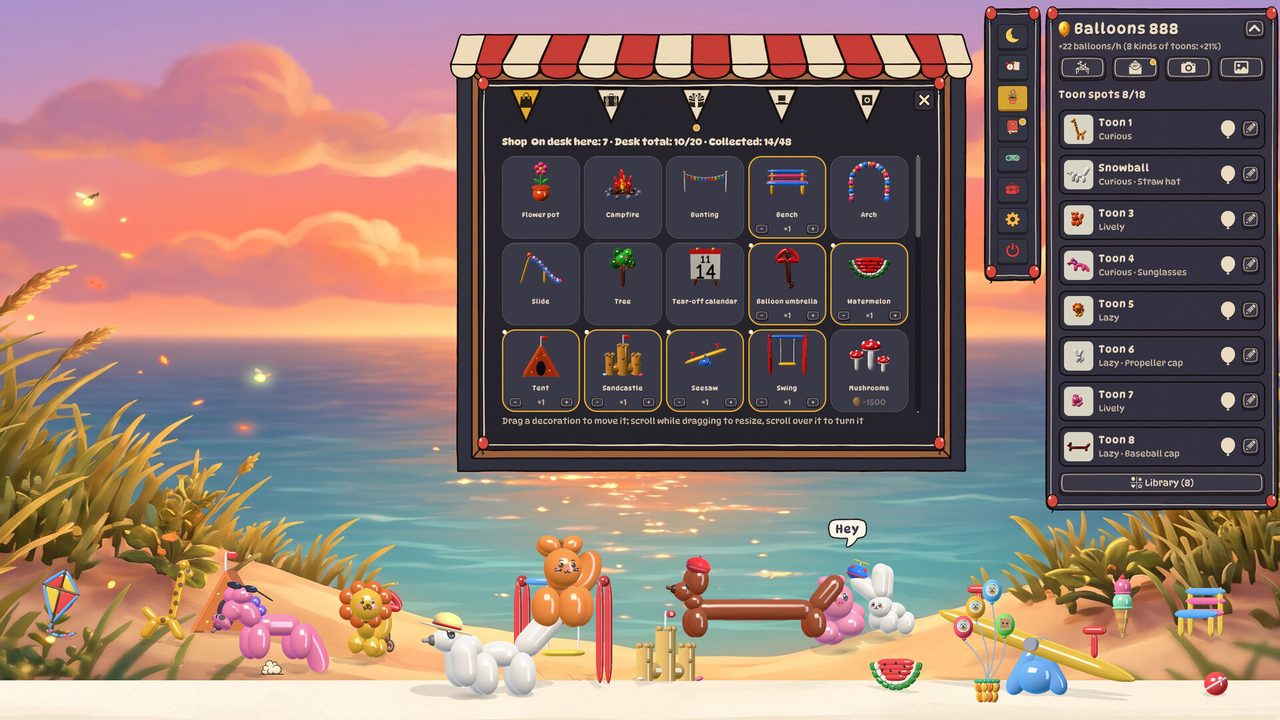 Shop On desk here: 7 · Desk total: 10/20 · Collected: 14/48
Flower pot
Campfire
Bunting
Bench
Arch
- ×1 +
Slide
Tree
11
14
Tear-off calendar
Balloon umbrella
Watermelon
- ×1 +
- ×1 +
Tent
Sandcastle
Seesaw
Swing
Mushrooms
- ×1 +
- ×1 +
- ×1 +
- ×1 +
~1500
Drag a decoration to move it; scroll while dragging to resize, scroll over it to turn it
Balloons 888
+22 balloons/h (8 kinds of toons: +21%)
Toon spots 8/18
Toon 1
Curious
Snowball
Curious · Straw hat
Toon 3
Lively
Toon 4
Curious · Sunglasses
Toon 5
Lazy
Toon 6
Lazy · Propeller cap
Toon 7
Lively
Toon 8
Lazy · Baseball cap
Library (8)
Hey